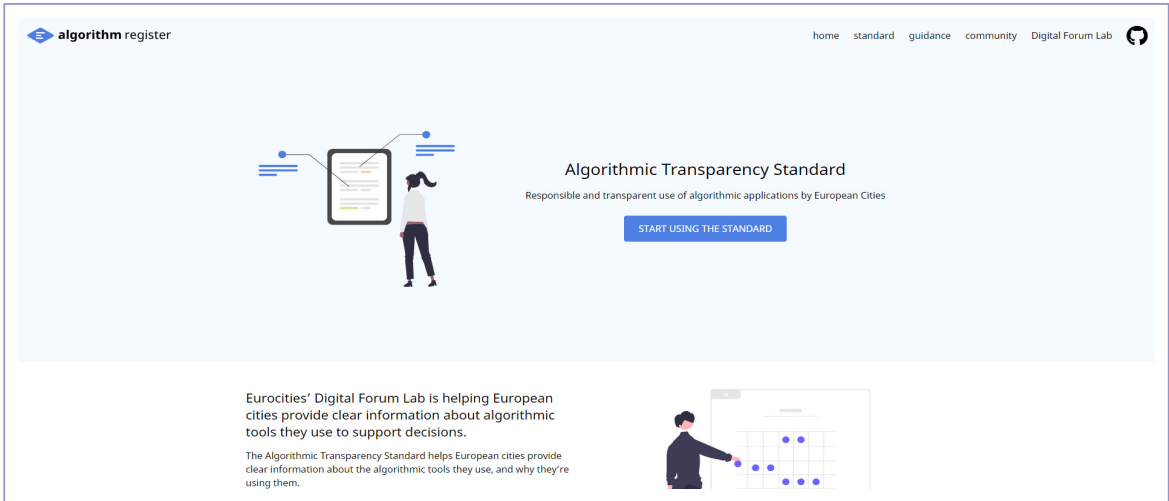 algorithm register
home standard guidance community Digital Forum Lab
Algorithmic Transparency Standard
Responsible and transparent use of algorithmic applications by European Cities
START USING THE STANDARD
Eurocities’ Digital Forum Lab is helping European
cities provide clear information about algorithmic
tools they use to support decisions.
The Algorithmic Transparency Standard helps European cities provide
clear information about the algorithmic tools they use, and why they’re
using them.